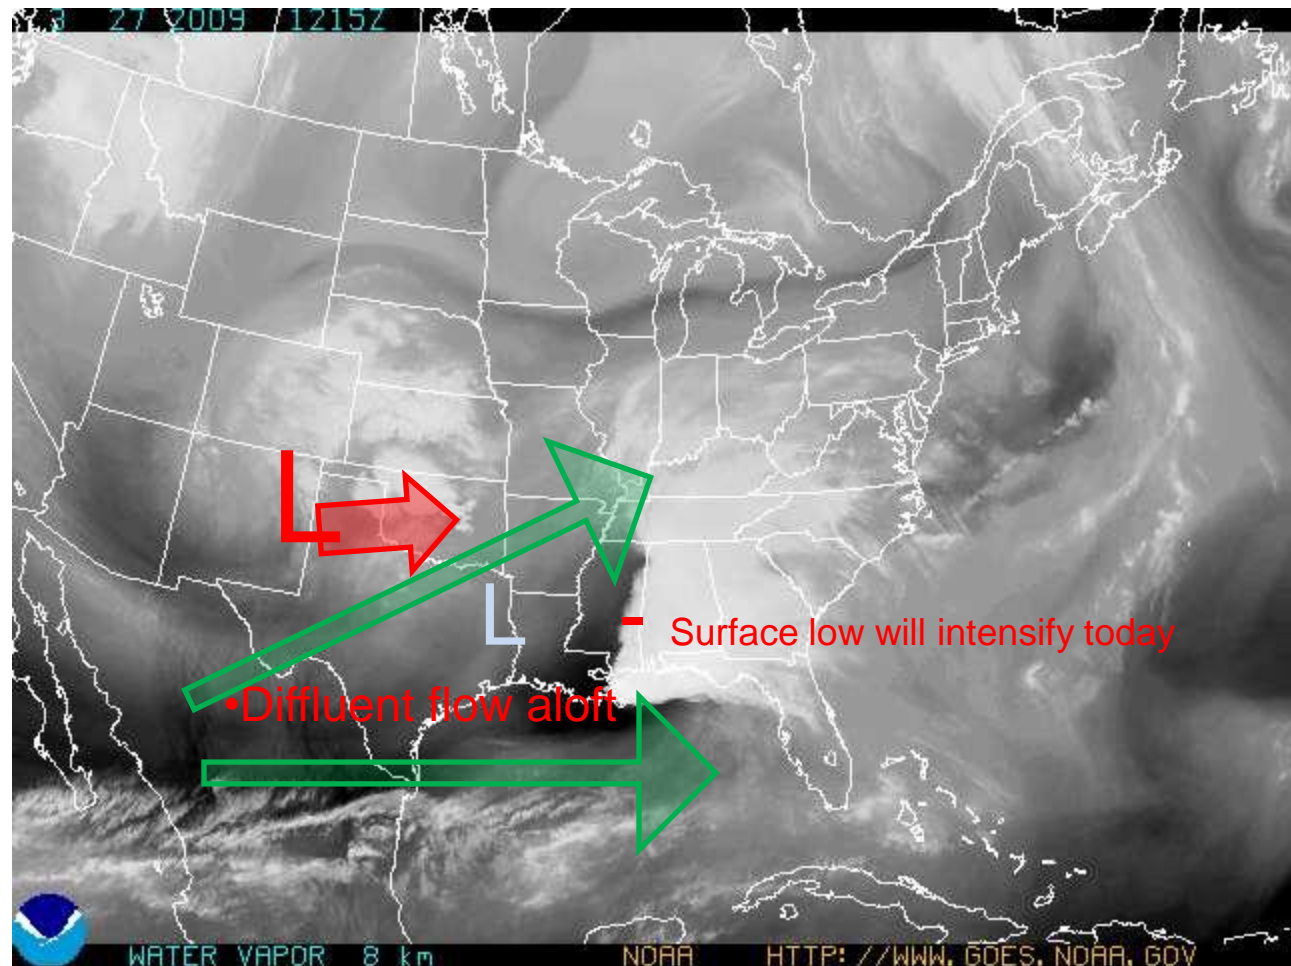 3 27 2009 1215Z
L
L
- Surface low will intensify today
•Diffluent flow aloft
WATER VAPOR 8 km NOAA HTTP://WWW.GOES.NOAA.GOV